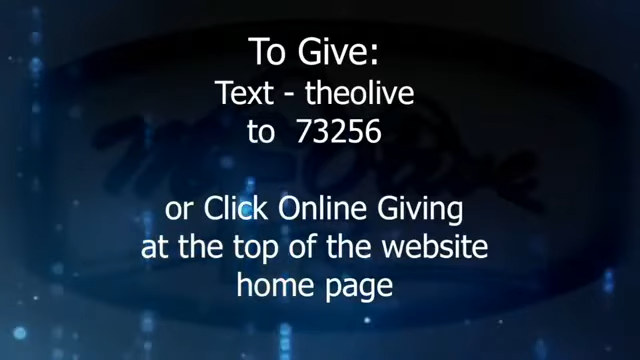 To Give:
Text - theolive
to 73256
or Click Online Giving
at the top of the website
home page